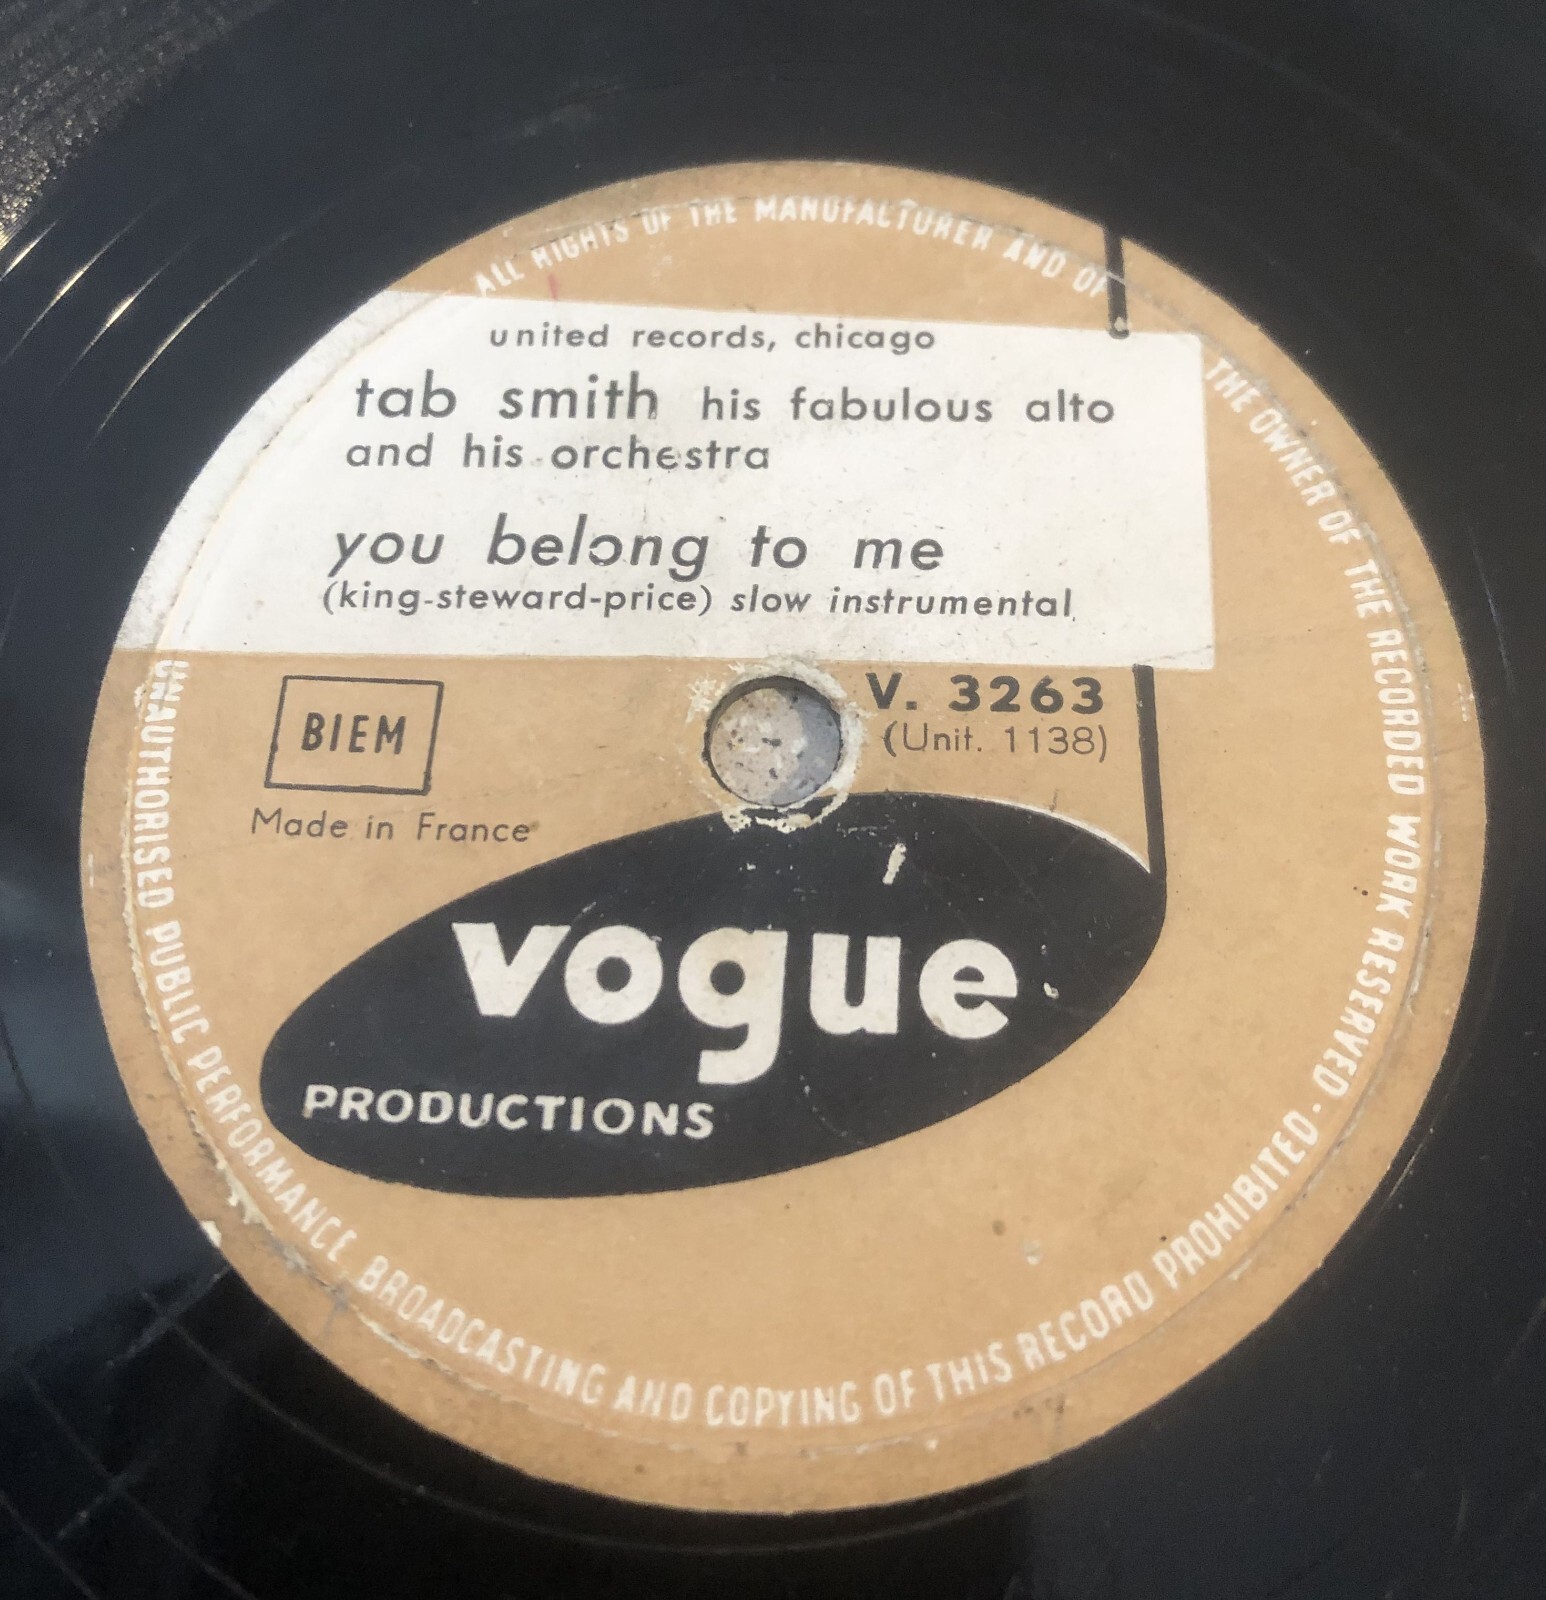 ALL RIGHTS OF THE MANUFACTURER AND OF THE OWNER OF THE RECORDED WORK RESERVED · UNAUTHORISED PUBLIC PERFORMANCE BROADCASTING AND COPYING OF THIS RECORD PROHIBITED
united records, chicago
tab smith his fabulous alto
and his orchestra
you belong to me
(king-steward-price) slow instrumental
BIEM
V. 3263
(Unit. 1138)
Made in France
vogue
PRODUCTIONS